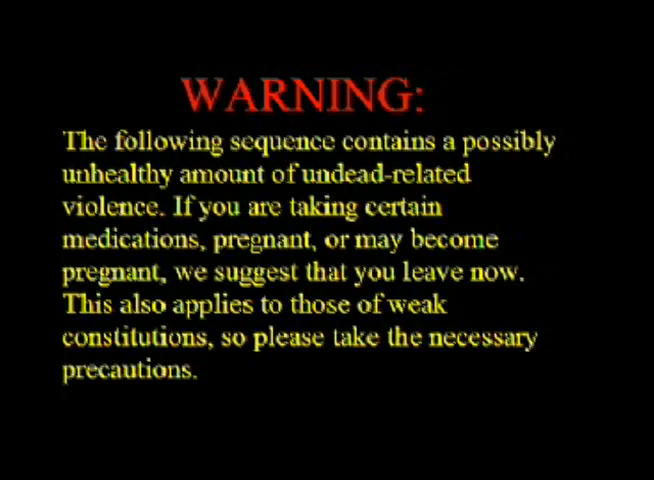 WARNING:
The following sequence contains a possibly
unhealthy amount of undead-related
violence. If you are taking certain
medications, pregnant, or may become
pregnant, we suggest that you leave now.
This also applies to those of weak
constitutions, so please take the necessary
precautions.